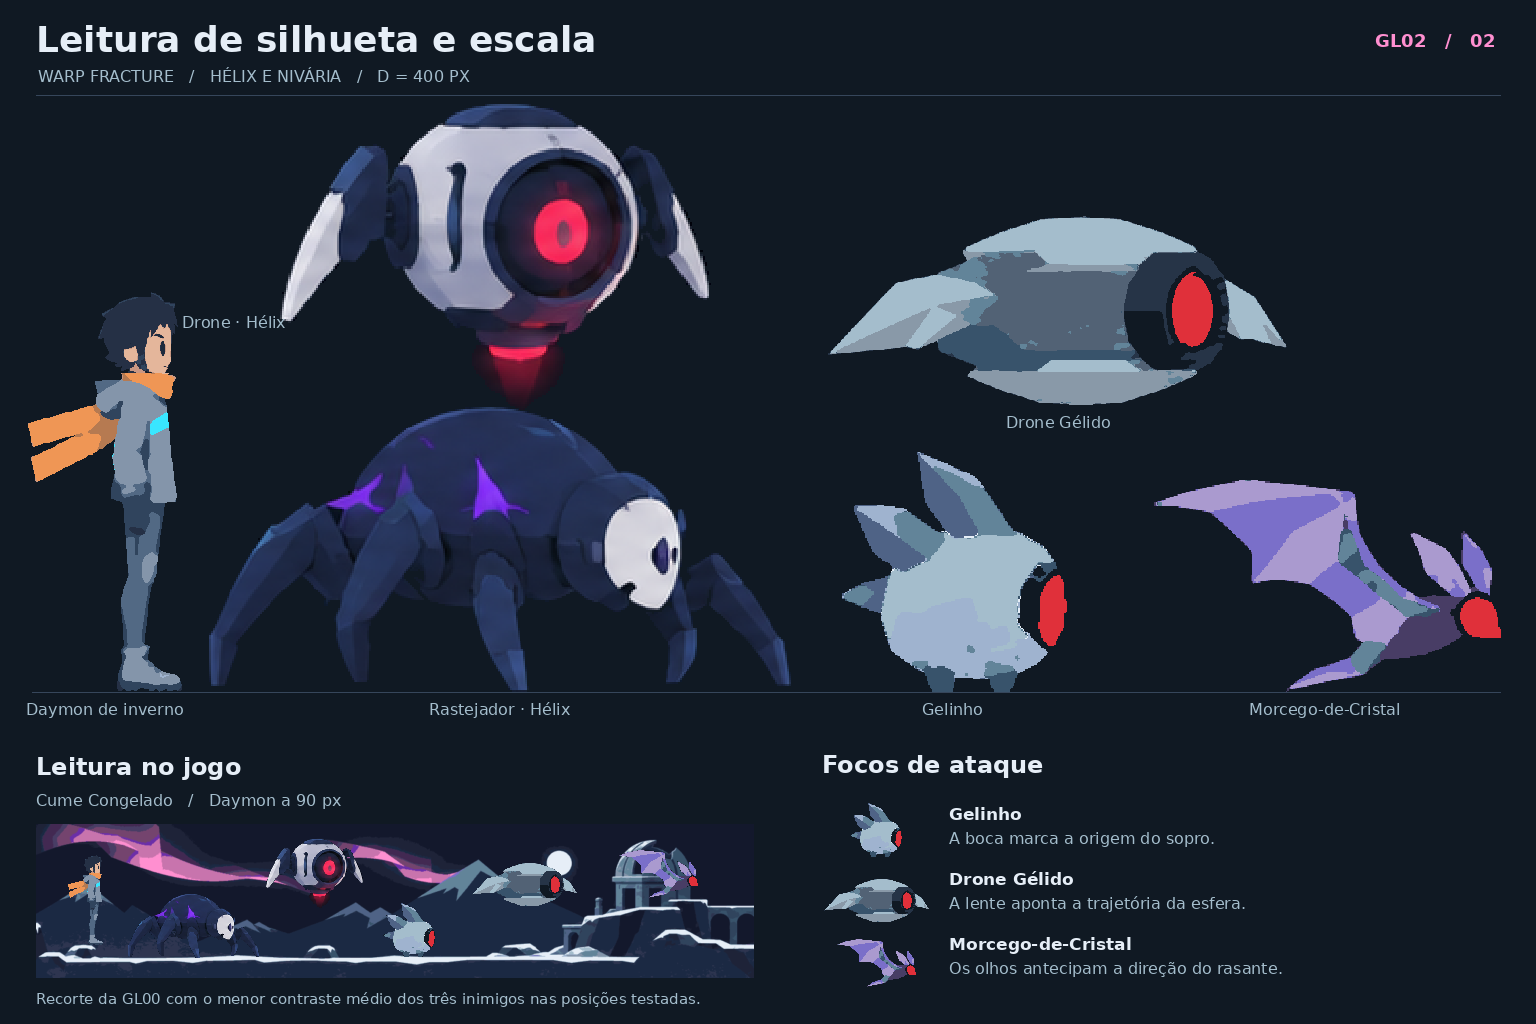 Leitura de silhueta e escala
GL02 / 02
WARP FRACTURE / HÉLIX E NIVÁRIA / D = 400 PX
Drone · Hélix
Drone Gélido
Daymon de inverno
Rastejador · Hélix
Gelinho
Morcego-de-Cristal
Leitura no jogo
Cume Congelado / Daymon a 90 px
Recorte da GL00 com o menor contraste médio dos três inimigos nas posições testadas.
Focos de ataque
Gelinho
A boca marca a origem do sopro.
Drone Gélido
A lente aponta a trajetória da esfera.
Morcego-de-Cristal
Os olhos antecipam a direção do rasante.